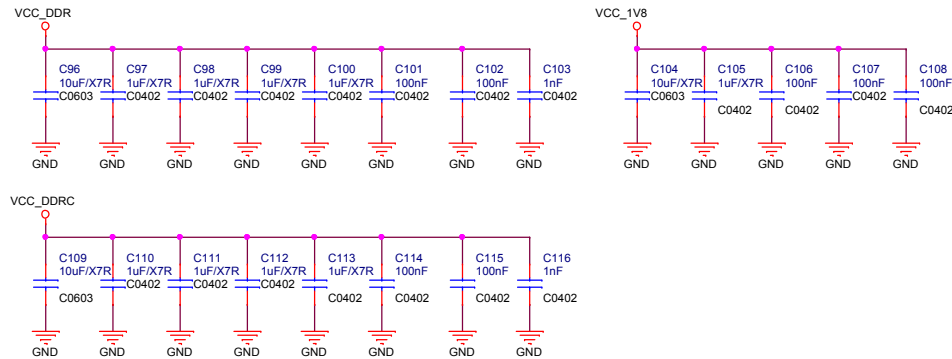 VCC_DDR
C96 C97 C98 C99 C100 C101 C102 C103
10uF/X7R 1uF/X7R 1uF/X7R 1uF/X7R 1uF/X7R 100nF 100nF 1nF
C0603 C0402 C0402 C0402 C0402 C0402 C0402 C0402
GND GND GND GND GND GND GND GND
VCC_1V8
C104 C105 C106 C107 C108
10uF/X7R 1uF/X7R 100nF 100nF 100nF
C0603 C0402 C0402 C0402 C0402
GND GND GND GND GND
VCC_DDRC
C109 C110 C111 C112 C113 C114 C115 C116
10uF/X7R 1uF/X7R 1uF/X7R 1uF/X7R 1uF/X7R 100nF 100nF 1nF
C0603 C0402 C0402 C0402 C0402 C0402 C0402 C0402
GND GND GND GND GND GND GND GND